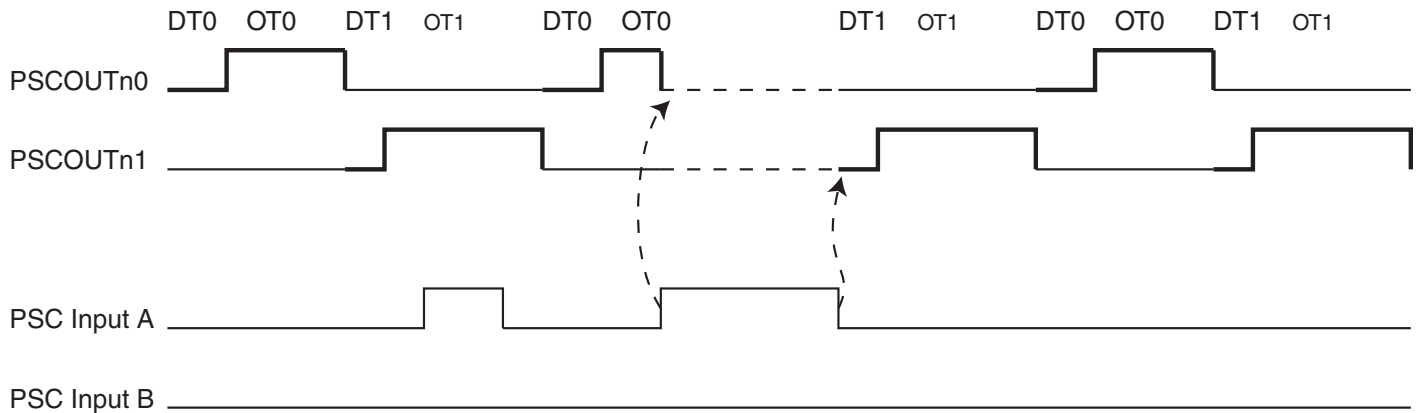 DT0 OT0 DT1 OT1 DT0 OT0 DT1 OT1 DT0 OT0 DT1 OT1
PSCOUTn0
PSCOUTn1
PSC Input A
PSC Input B